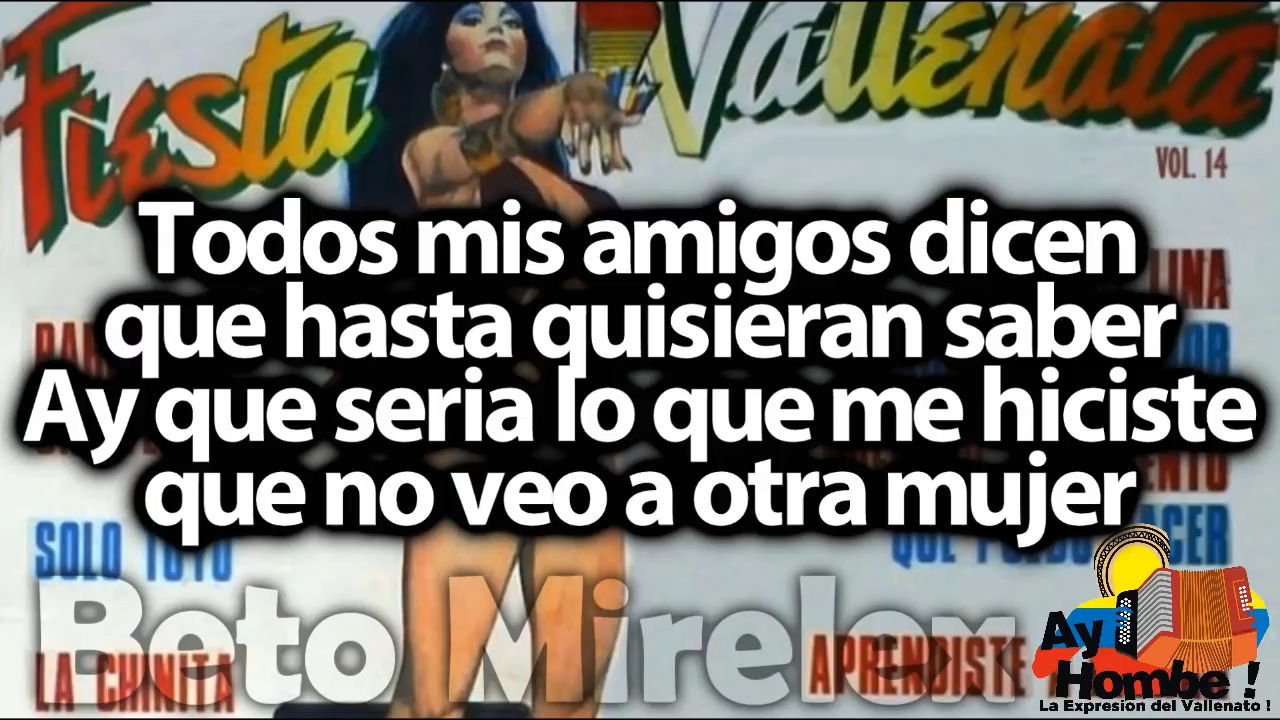 Fiesta Vallenata
VOL. 14
Todos mis amigos dicen
que hasta quisieran saber
Ay que seria lo que me hiciste
que no veo a otra mujer
SOLO TUYO
LA CHINITA
APRENDISTE
Beto Mirelex
Ay
Hombe !
La Expresión del Vallenato !